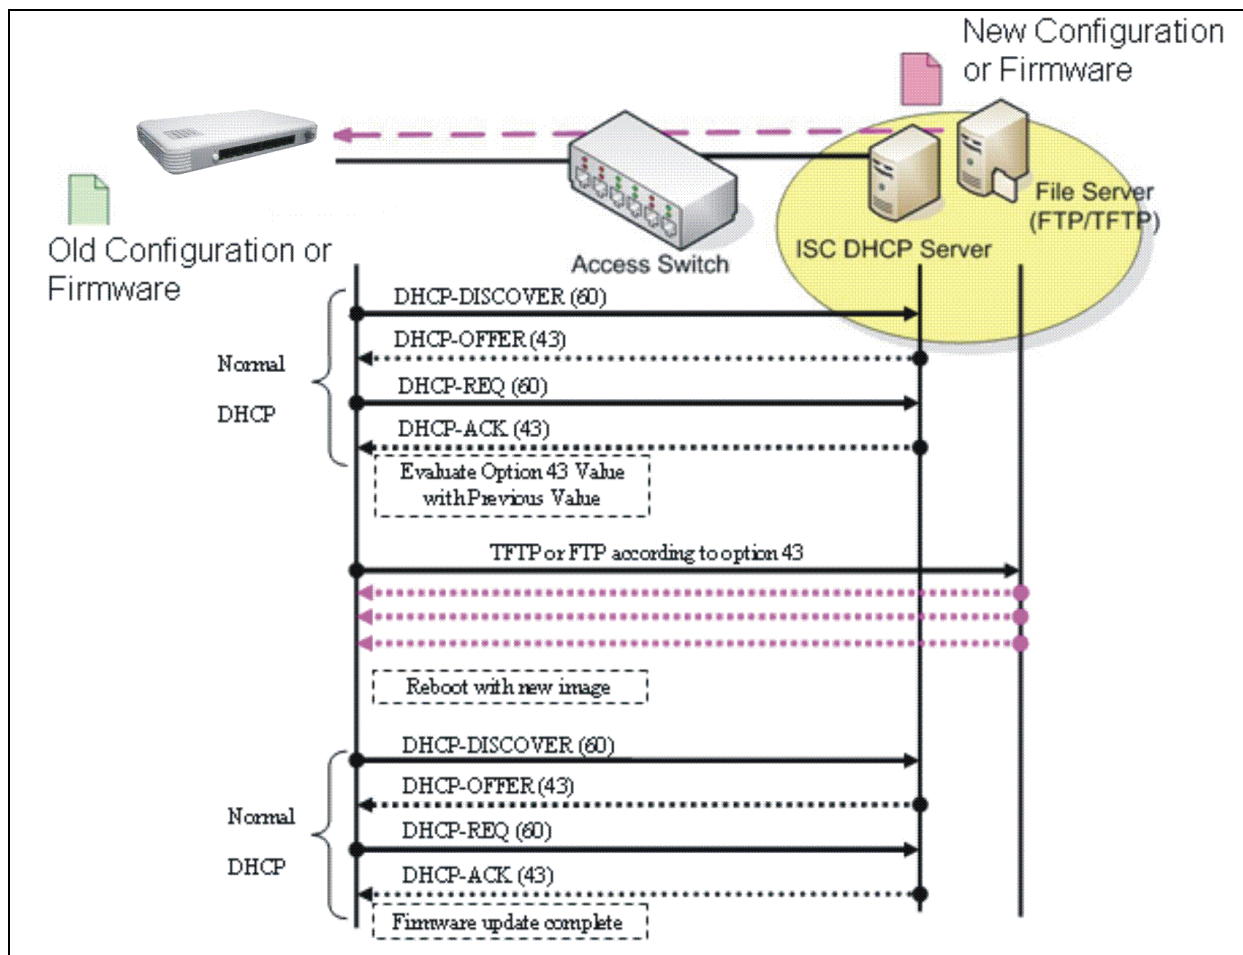 New Configuration
or Firmware
File Server
(FTP/TFTP)
ISC DHCP Server
Access Switch
Old Configuration or
Firmware
DHCP-DISCOVER (60)
DHCP-OFFER (43)
Normal
DHCP-REQ (60)
DHCP
DHCP-ACK (43)
Evaluate Option 43 Value
with Previous Value
TFTP or FTP according to option 43
Reboot with new image
DHCP-DISCOVER (60)
DHCP-OFFER (43)
Normal
DHCP-REQ (60)
DHCP
DHCP-ACK (43)
Firmware update complete